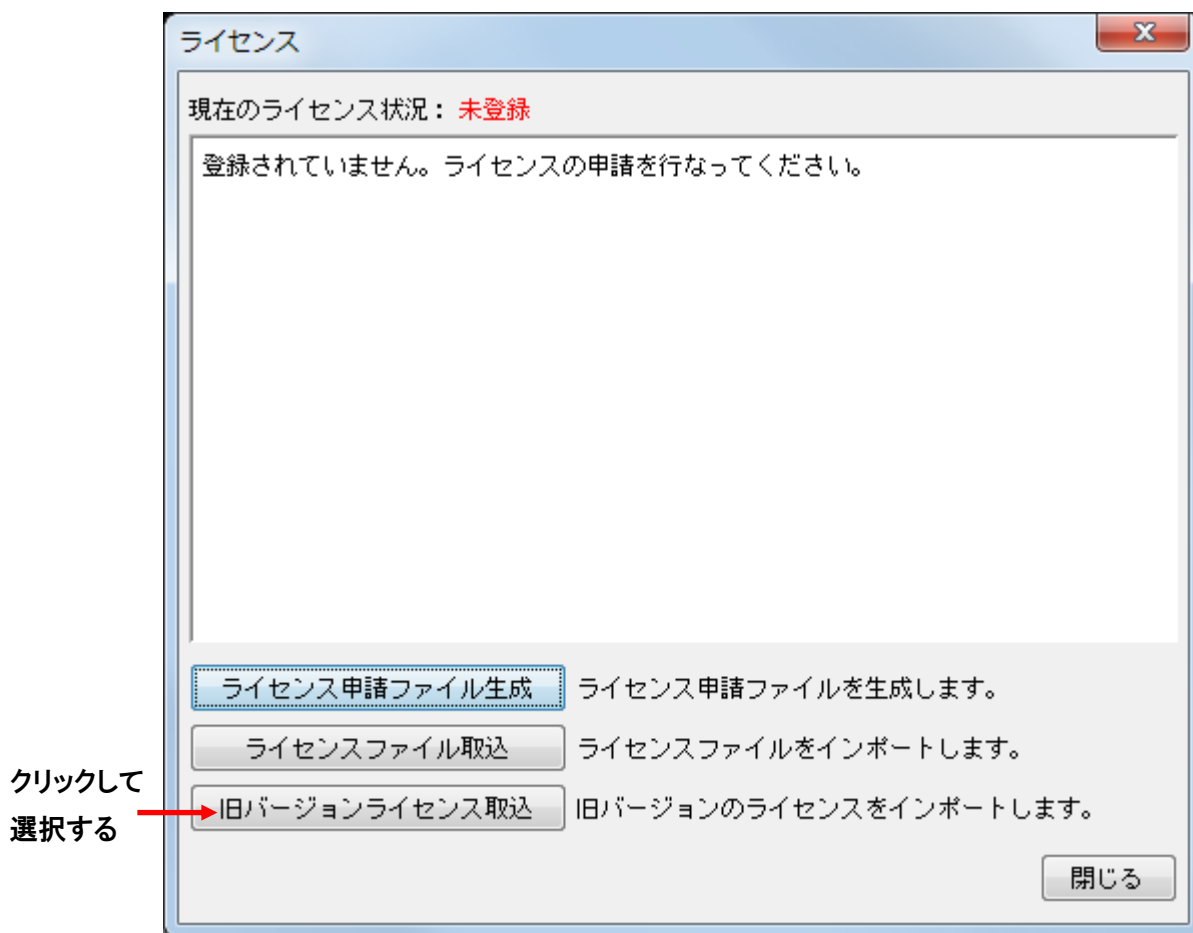 ライセンス
現在のライセンス状況： 未登録
登録されていません。ライセンスの申請を行なってください。
ライセンス申請ファイル生成 ライセンス申請ファイルを生成します。
ライセンスファイル取込 ライセンスファイルをインポートします。
クリックして
選択する
旧バージョンライセンス取込 旧バージョンのライセンスをインポートします。
閉じる